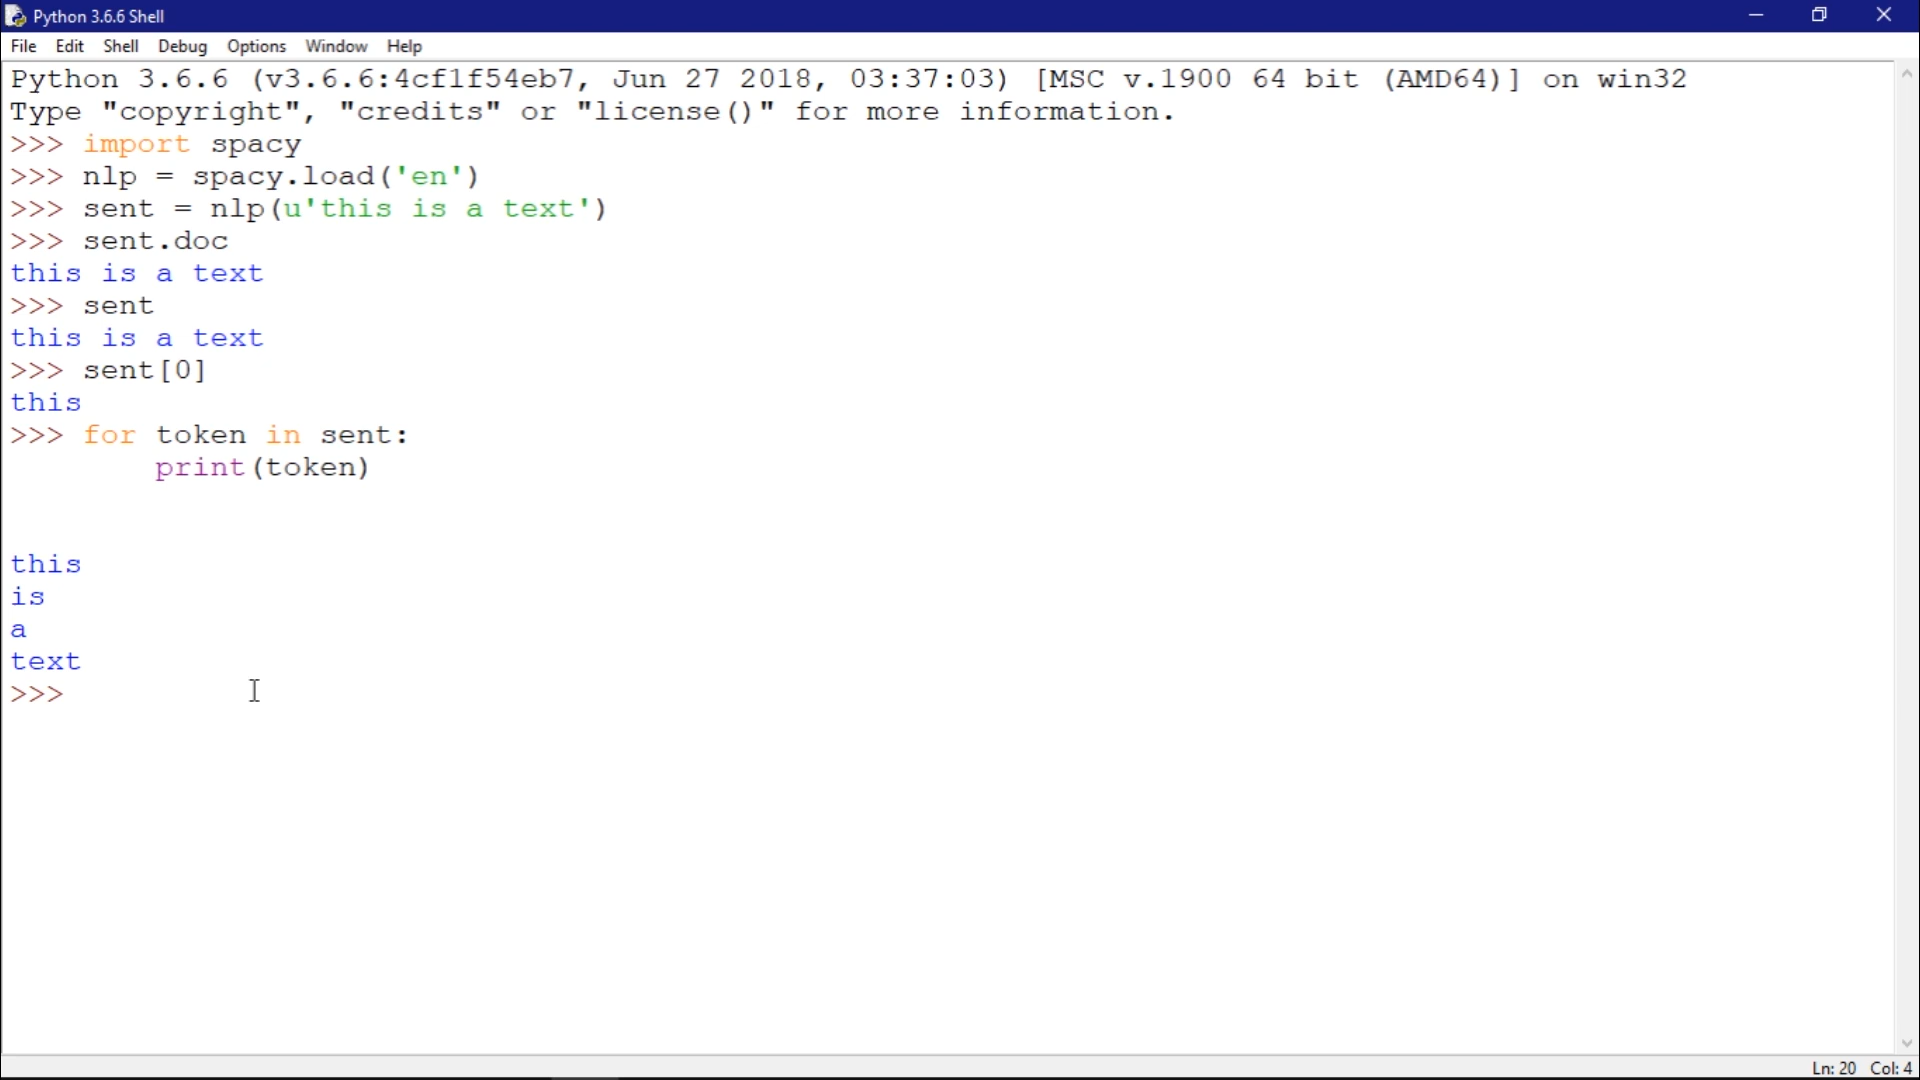 Python 3.6.6 Shell
File Edit Shell Debug Options Window Help
Python 3.6.6 (v3.6.6:4cf1f54eb7, Jun 27 2018, 03:37:03) [MSC v.1900 64 bit (AMD64)] on win32
Type "copyright", "credits" or "license()" for more information.
>>> import spacy
>>> nlp = spacy.load('en')
>>> sent = nlp(u'this is a text')
>>> sent.doc
this is a text
>>> sent
this is a text
>>> sent[0]
this
>>> for token in sent:
        print(token)
this
is
a
text
>>>
Ln: 20 Col: 4